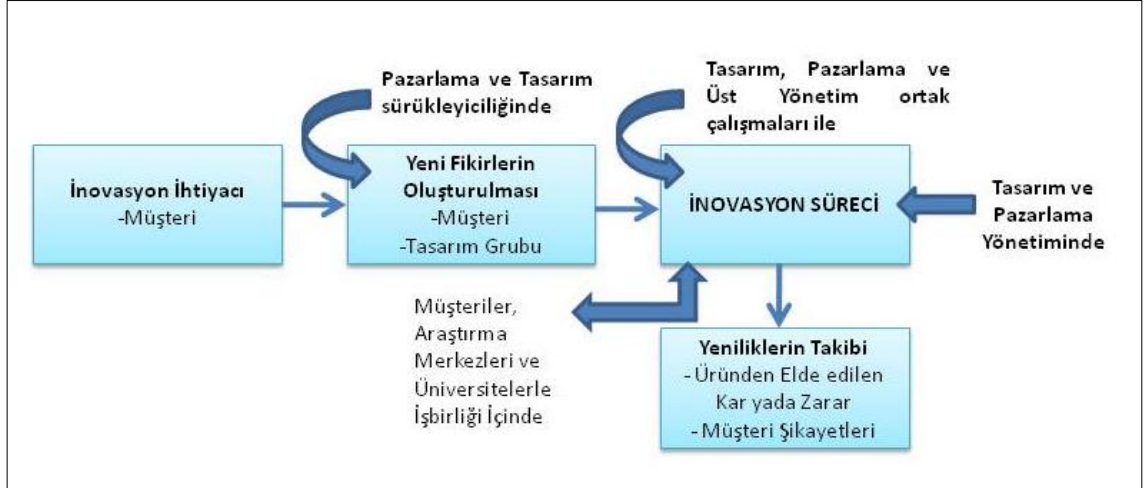 Pazarlama ve Tasarım
sürükleyiciliğinde
Tasarım, Pazarlama ve
Üst Yönetim ortak
çalışmaları ile
İnovasyon İhtiyacı
-Müşteri
Yeni Fikirlerin
Oluşturulması
-Müşteri
-Tasarım Grubu
İNOVASYON SÜRECİ
Tasarım ve
Pazarlama
Yönetiminde
Müşteriler,
Araştırma
Merkezleri ve
Üniversitelerle
İşbirliği İçinde
Yeniliklerin Takibi
- Üründen Elde edilen
Kar yada Zarar
- Müşteri Şikayetleri